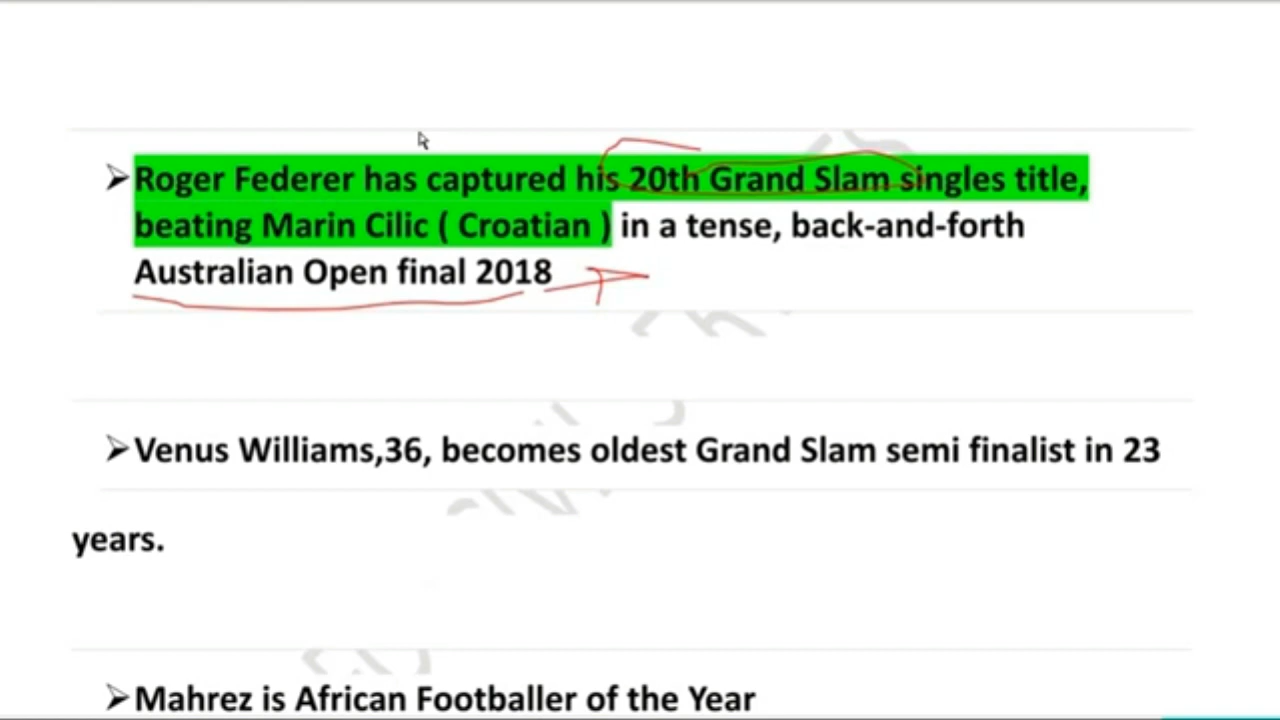 Roger Federer has captured his 20th Grand Slam singles title,
beating Marin Cilic ( Croatian ) in a tense, back-and-forth
Australian Open final 2018
Venus Williams,36, becomes oldest Grand Slam semi finalist in 23
years.
Mahrez is African Footballer of the Year